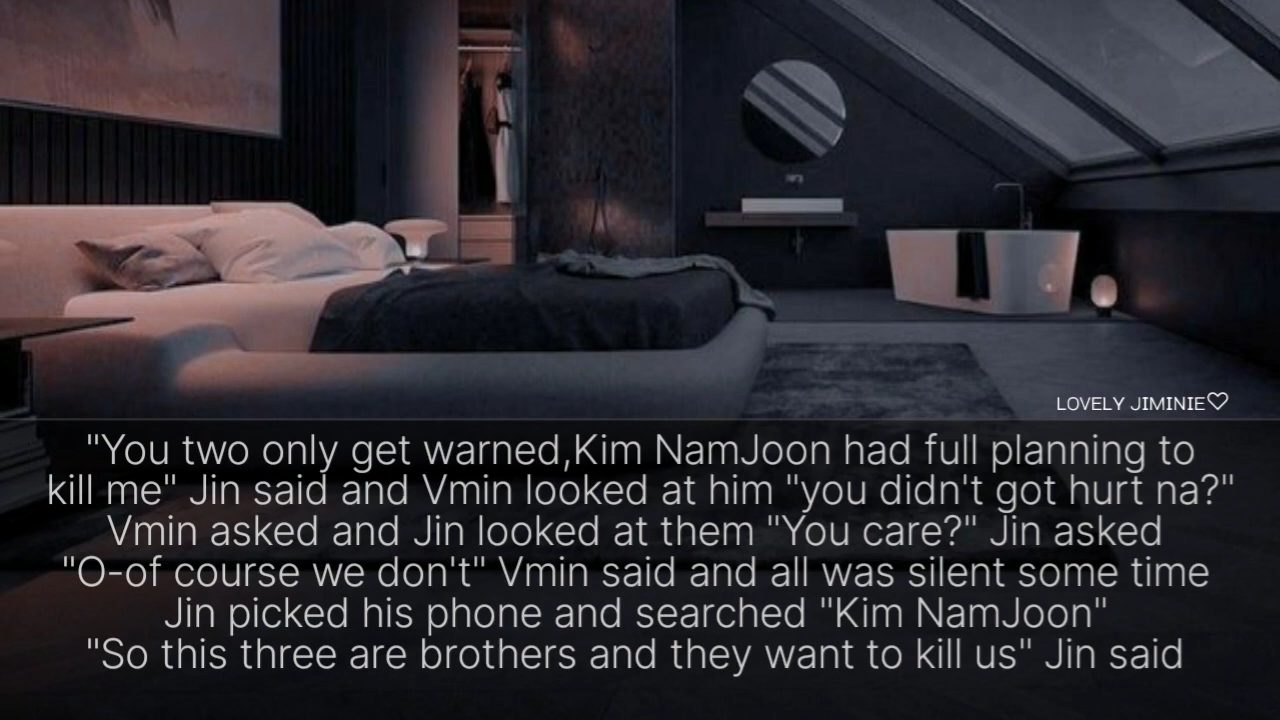 LOVELY JIMINIE♡
"You two only get warned,Kim NamJoon had full planning to
kill me" Jin said and Vmin looked at him "you didn't got hurt na?"
Vmin asked and Jin looked at them "You care?" Jin asked
"O-of course we don't" Vmin said and all was silent some time
Jin picked his phone and searched "Kim NamJoon"
"So this three are brothers and they want to kill us" Jin said